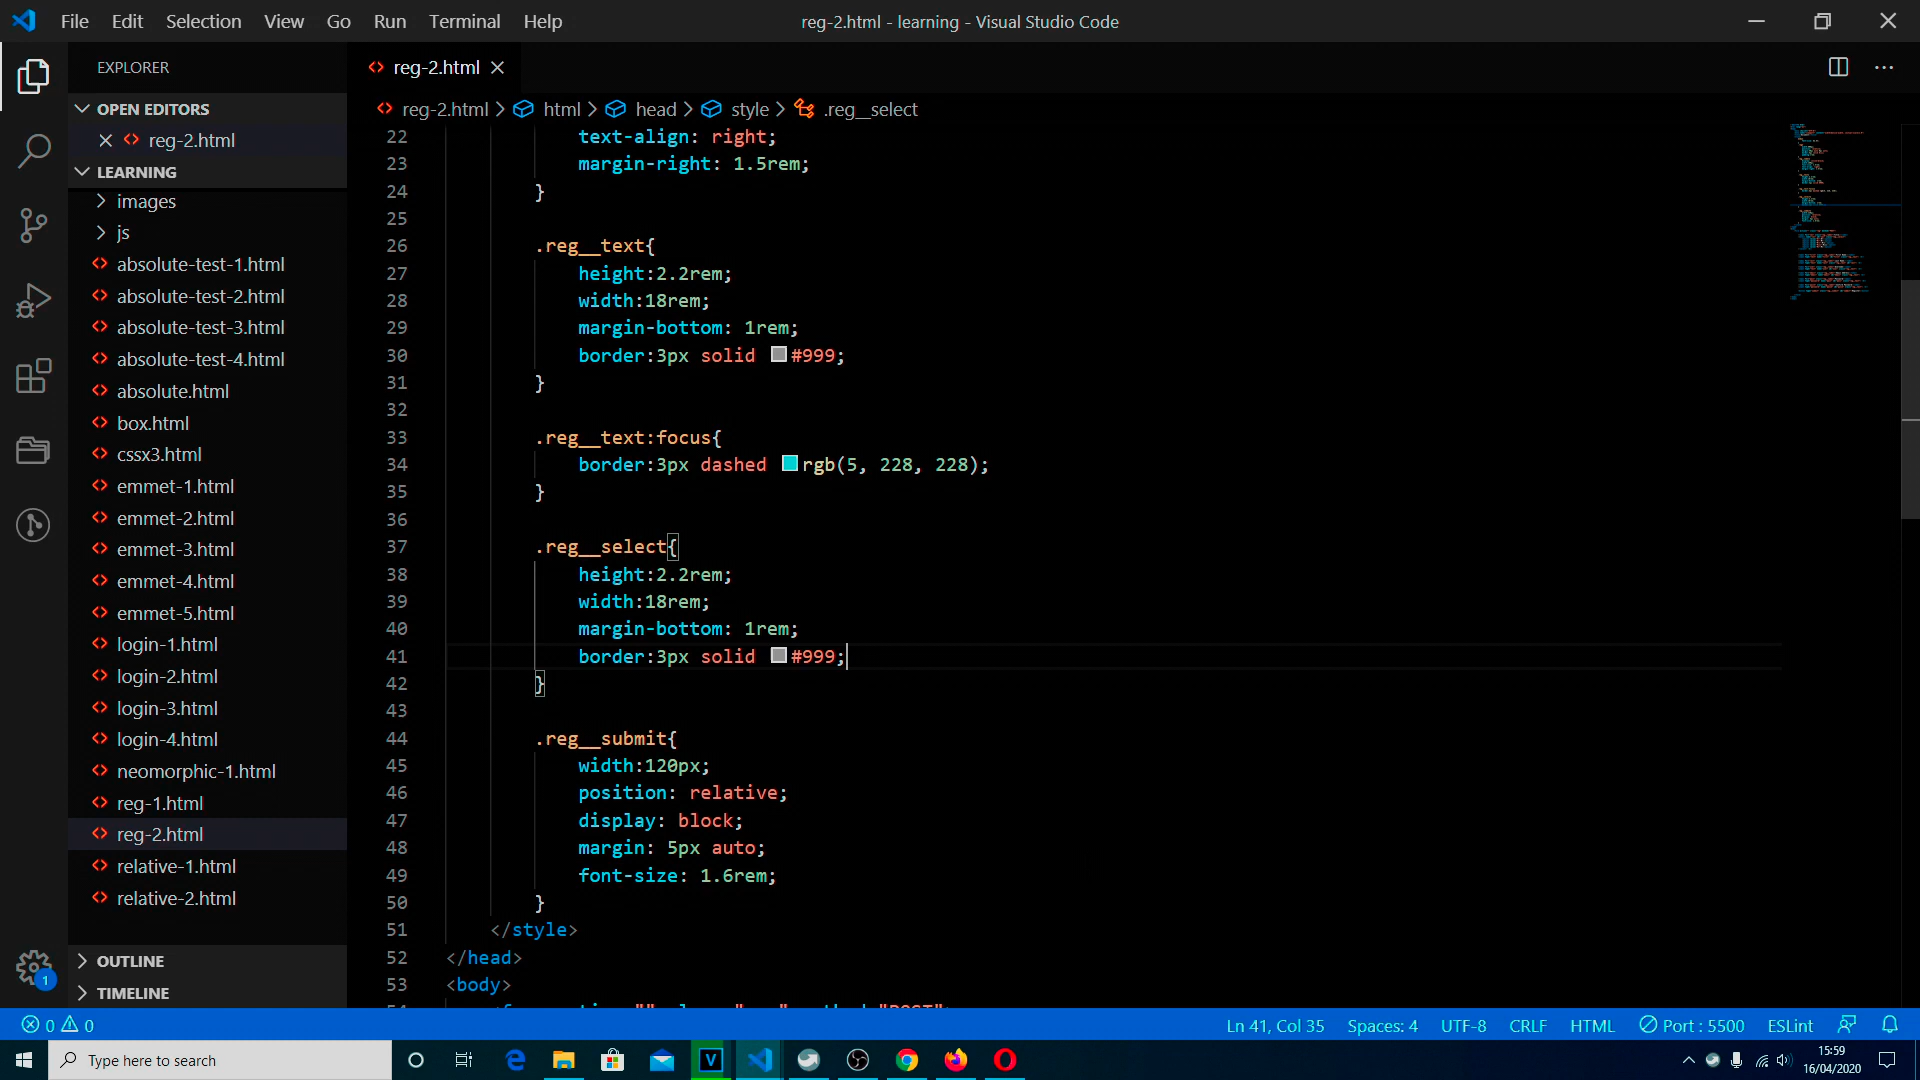 File Edit Selection View Go Run Terminal Help
reg-2.html - learning - Visual Studio Code
EXPLORER
OPEN EDITORS
reg-2.html
LEARNING
images
js
absolute-test-1.html
absolute-test-2.html
absolute-test-3.html
absolute-test-4.html
absolute.html
box.html
cssx3.html
emmet-1.html
emmet-2.html
emmet-3.html
emmet-4.html
emmet-5.html
login-1.html
login-2.html
login-3.html
login-4.html
neomorphic-1.html
reg-1.html
reg-2.html
relative-1.html
relative-2.html
OUTLINE
TIMELINE
1
reg-2.html
reg-2.html > html > head > style > .reg__select
22 text-align: right;
23 margin-right: 1.5rem;
24 }
25
26 .reg__text{
27 height:2.2rem;
28 width:18rem;
29 margin-bottom: 1rem;
30 border:3px solid #999;
31 }
32
33 .reg__text:focus{
34 border:3px dashed rgb(5, 228, 228);
35 }
36
37 .reg__select{
38 height:2.2rem;
39 width:18rem;
40 margin-bottom: 1rem;
41 border:3px solid #999;
42 }
43
44 .reg__submit{
45 width:120px;
46 position: relative;
47 display: block;
48 margin: 5px auto;
49 font-size: 1.6rem;
50 }
51 </style>
52 </head>
53 <body>
0 0
Ln 41, Col 35 Spaces: 4 UTF-8 CRLF HTML Port : 5500 ESLint
Type here to search
15:59
16/04/2020